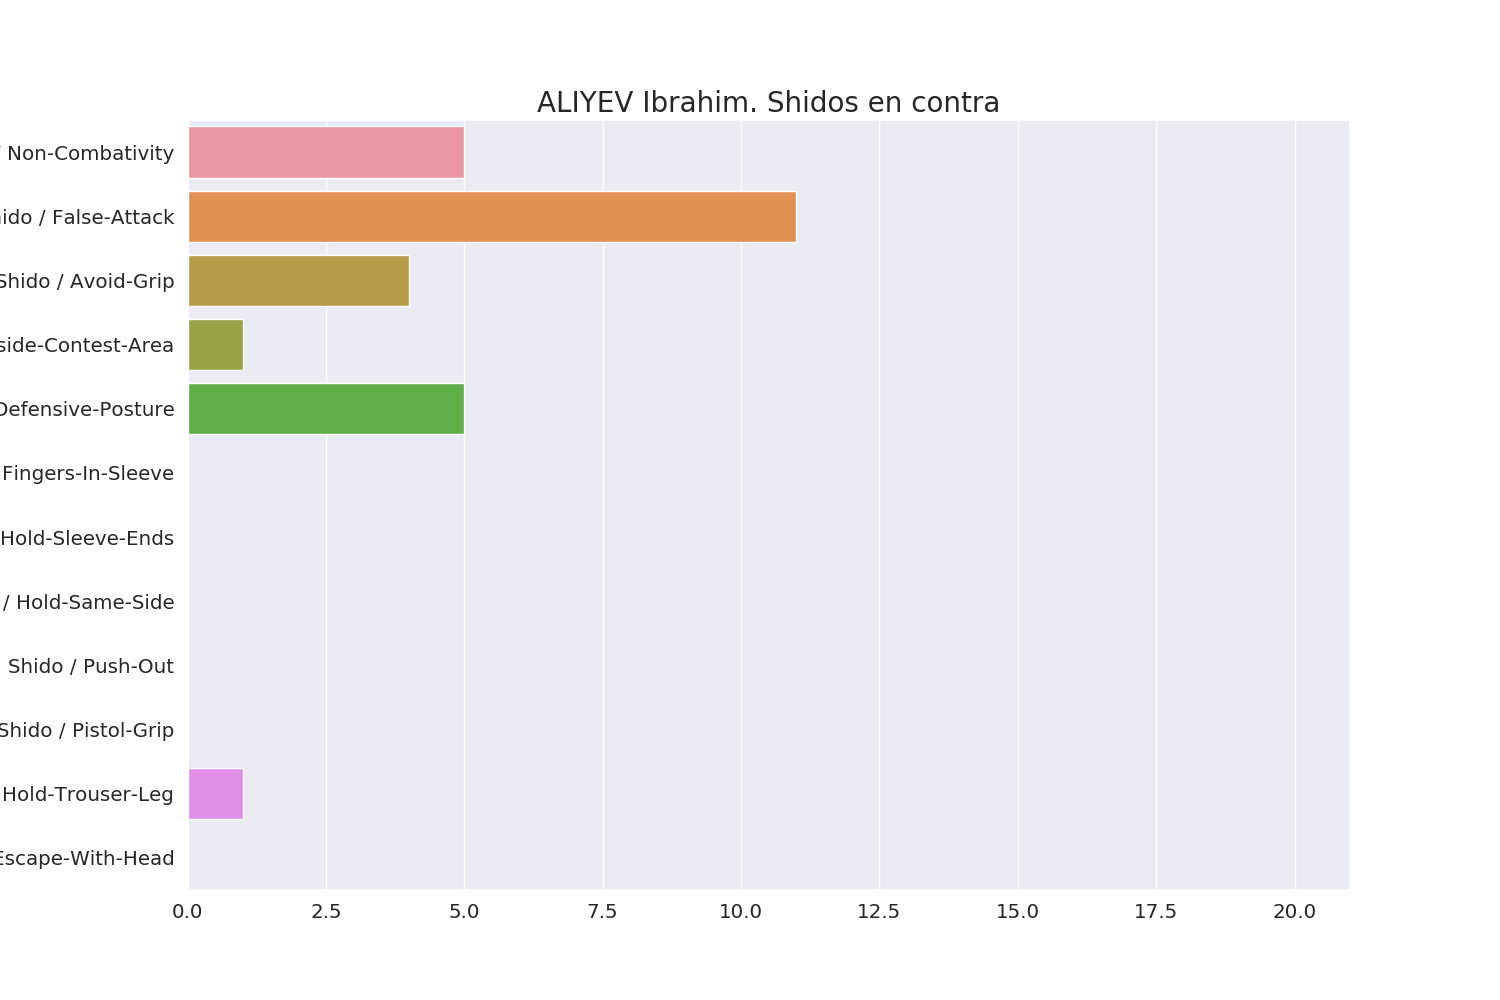 ALIYEV Ibrahim. Shidos en contra
/ Non-Combativity
ido / False-Attack
Shido / Avoid-Grip
side-Contest-Area
Defensive-Posture
Fingers-In-Sleeve
Hold-Sleeve-Ends
/ Hold-Same-Side
Shido / Push-Out
Shido / Pistol-Grip
Hold-Trouser-Leg
Escape-With-Head
0.0 2.5 5.0 7.5 10.0 12.5 15.0 17.5 20.0